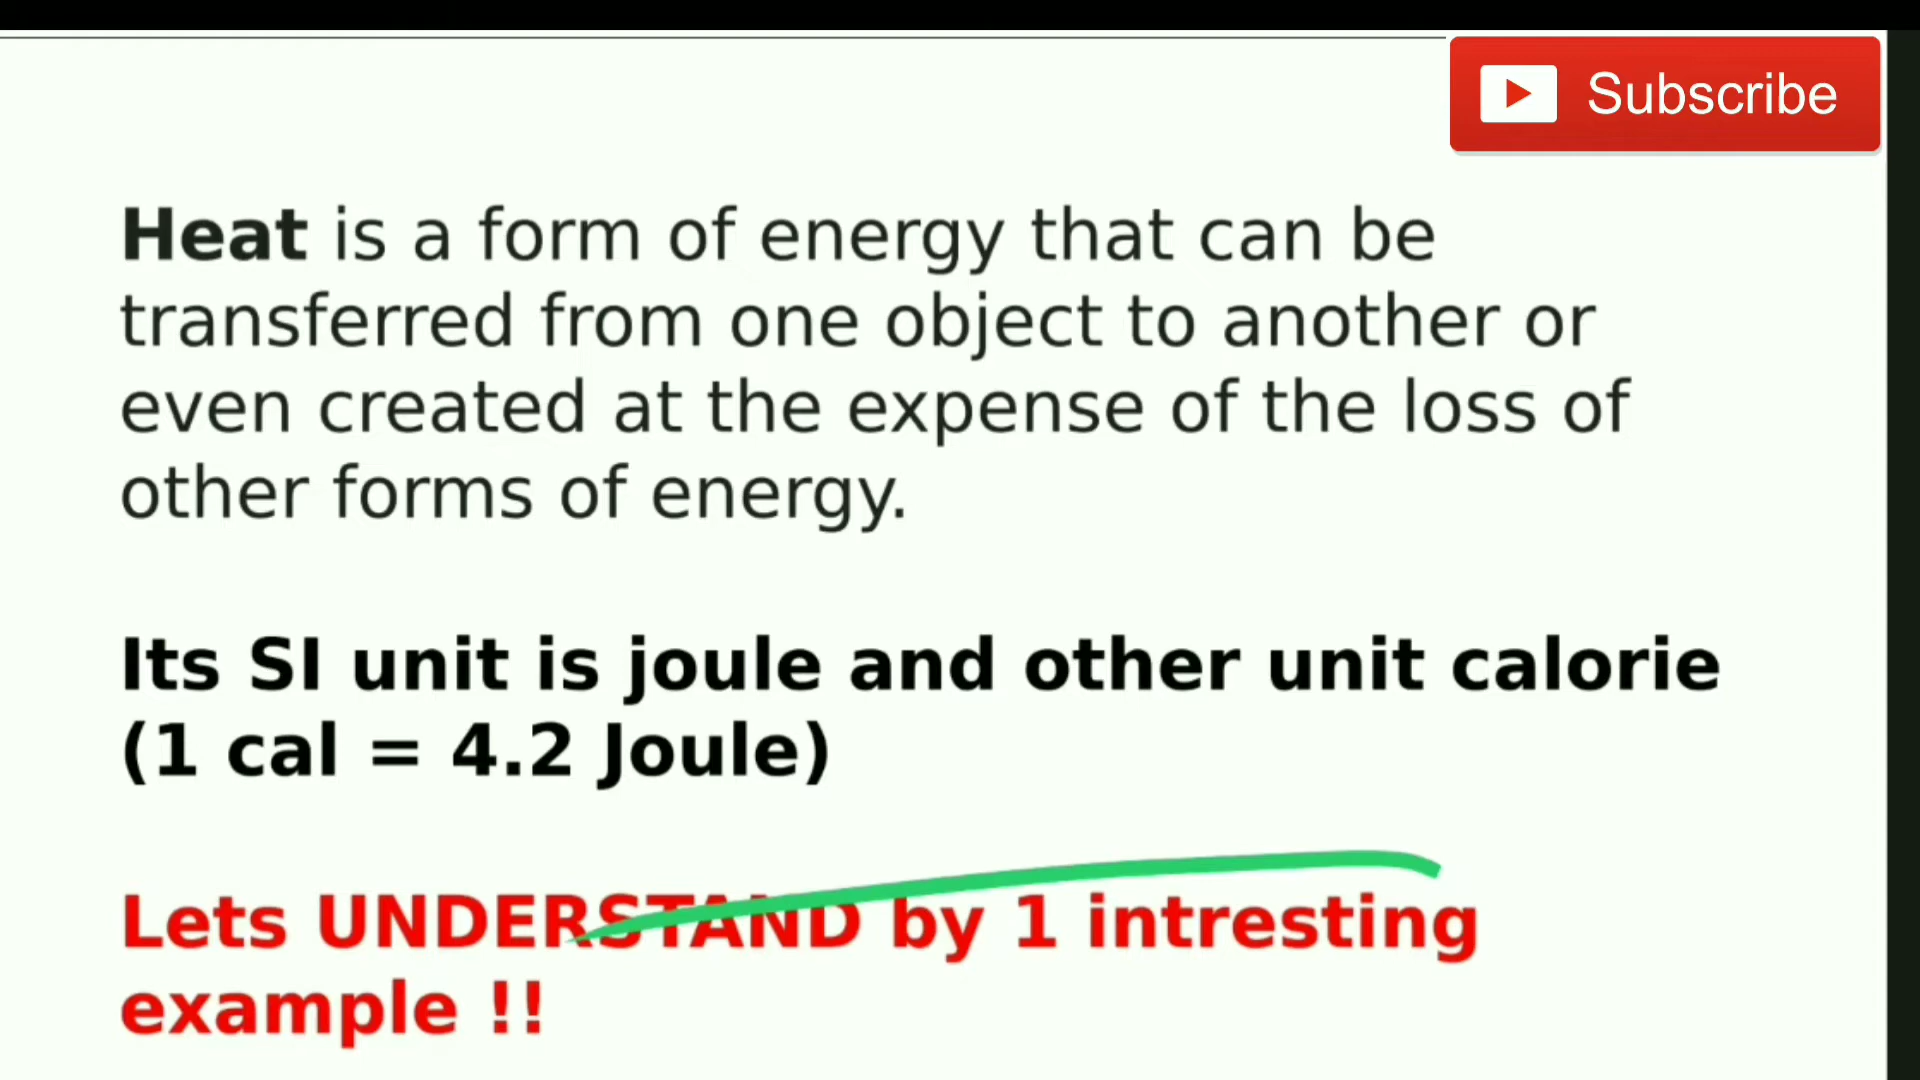 Subscribe
Heat is a form of energy that can be
transferred from one object to another or
even created at the expense of the loss of
other forms of energy.
Its SI unit is joule and other unit calorie
(1 cal = 4.2 Joule)
Lets UNDERSTAND by 1 intresting
example !!